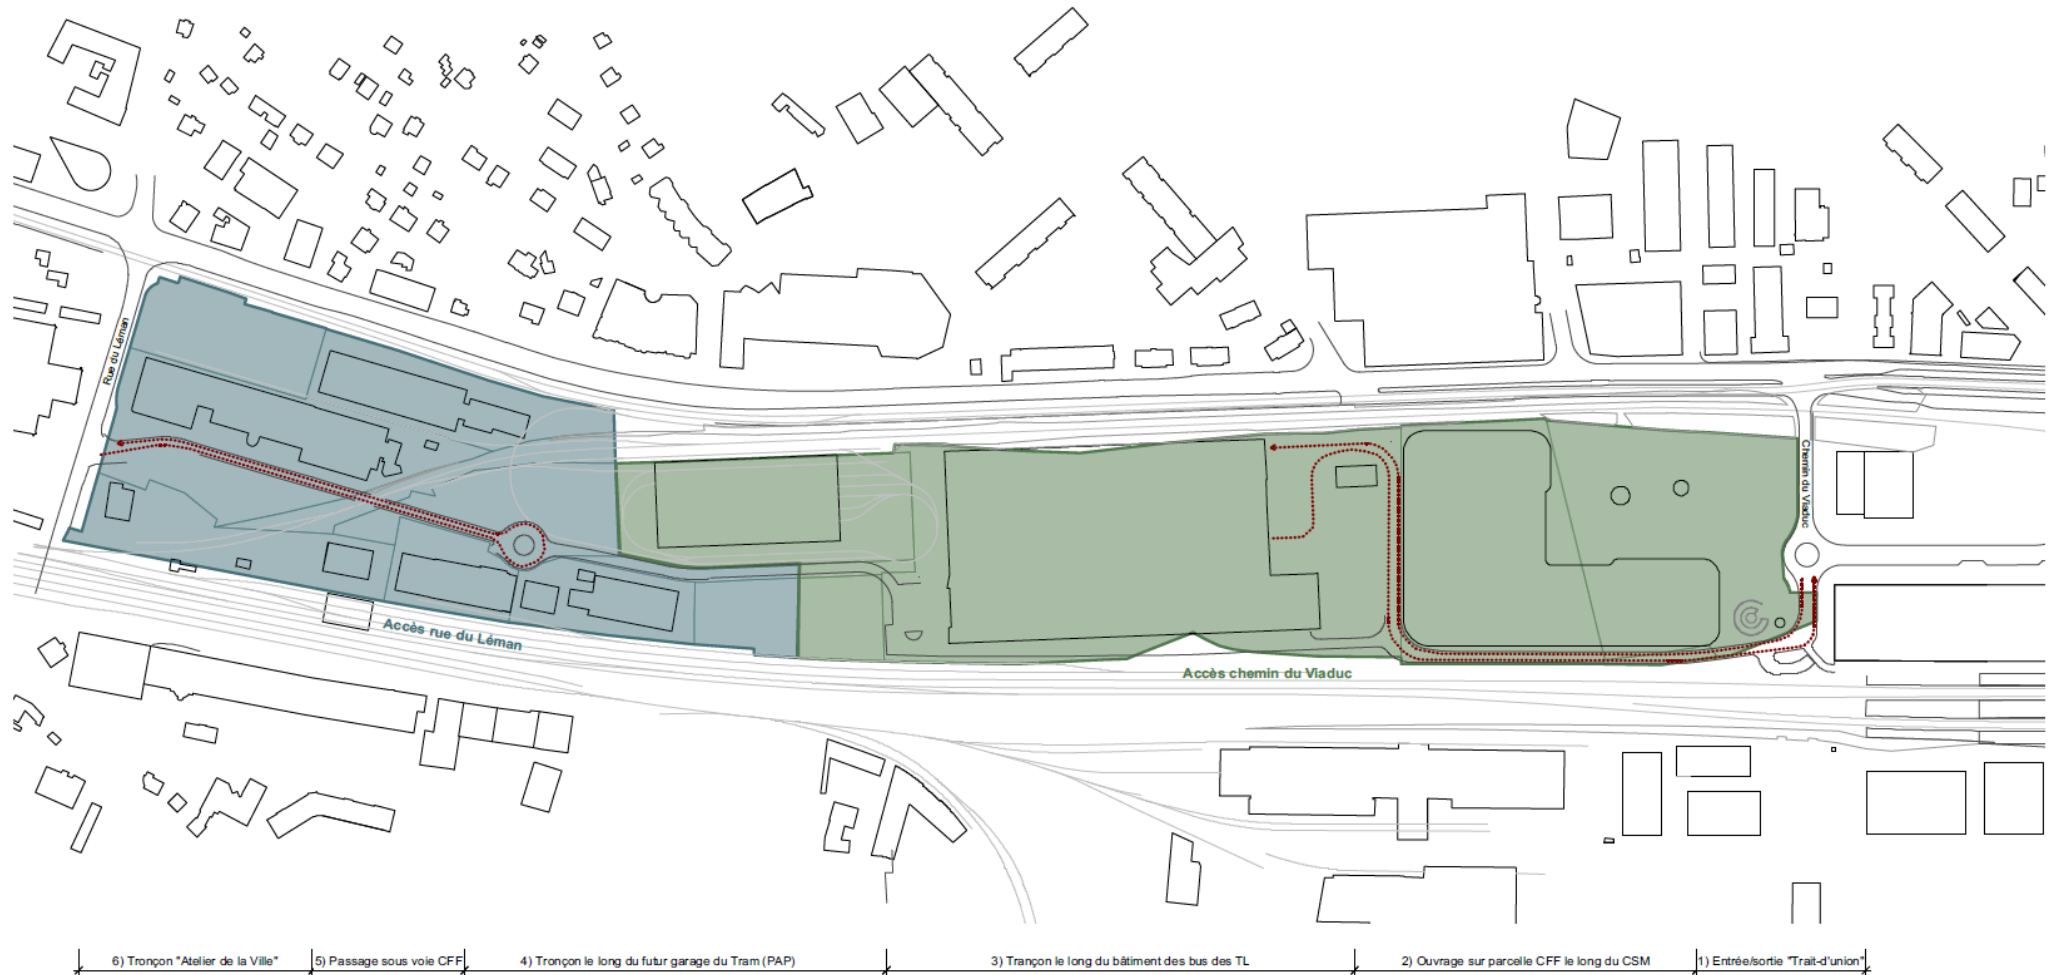 Rue du Léman
Chemin du Viaduc
Accès rue du Léman
Accès chemin du Viaduc
6) Tronçon "Atelier de la Ville"
5) Passage sous voie CFF
4) Tronçon le long du futur garage du Tram (PAP)
3) Trançon le long du bâtiment des bus des TL
2) Ouvrage sur parcelle CFF le long du CSM
1) Entrée/sortie "Trait-d'union"